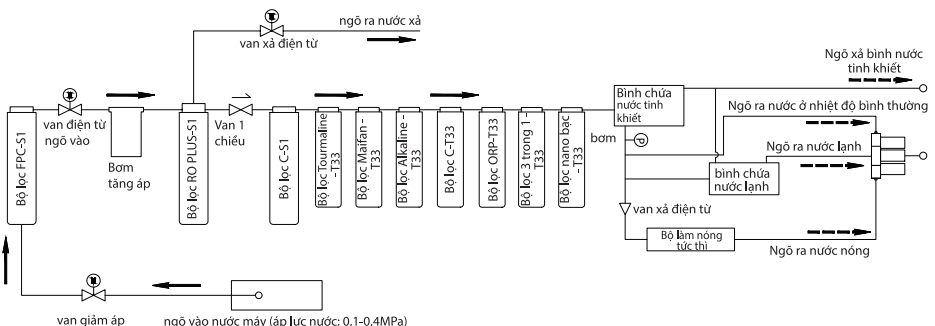 ngõ ra nước xả
van xả điện từ
Ngõ xả bình nước
tinh khiết
Bình chứa
nước tinh
khiết
Ngõ ra nước ở nhiệt độ bình thường
van điện từ
ngõ vào
Bơm
tăng áp
Van 1
chiều
bơm
P
Ngõ ra nước lạnh
bình chứa
nước lạnh
Bộ lọc FPC-S1
Bộ lọc RO PLUS-S1
Bộ lọc C-S1
Bộ lọc Tourmaline
-T33
Bộ lọc Maifan -
T33
Bộ lọc Alkaline -
T33
Bộ lọc C-T33
Bộ lọc ORP-T33
Bộ lọc 3 trong 1 -
T33
Bộ lọc nano bạc
- T33
van xả điện từ
Bộ làm nóng
tức thì
Ngõ ra nước nóng
van giảm áp
ngõ vào nước máy (áp lực nước: 0,1-0,4MPa)